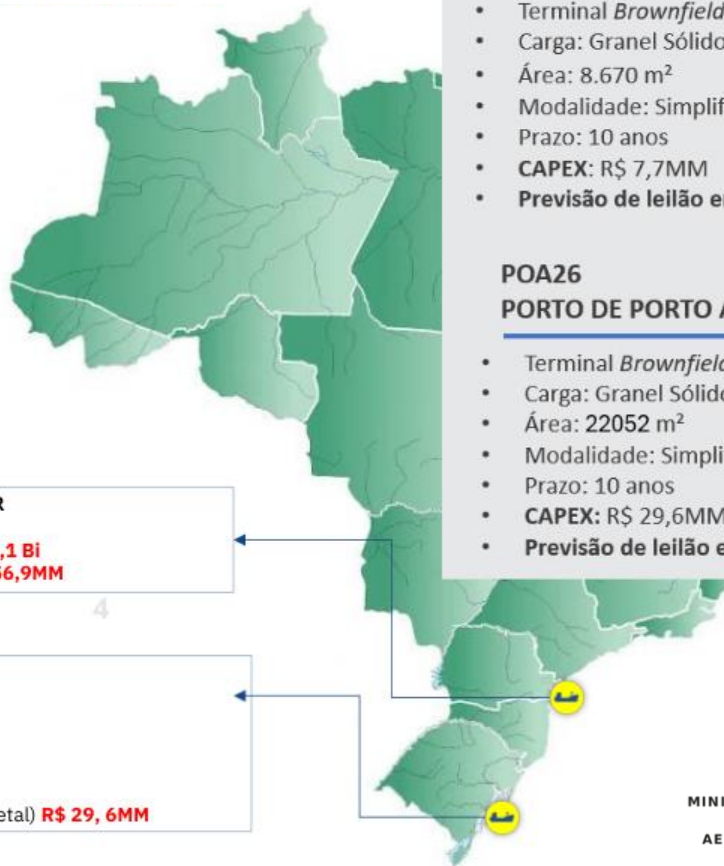 Terminal Brownfield
• Carga: Granel Sólido
• Área: 8.670 m²
• Modalidade: Simplif
• Prazo: 10 anos
• CAPEX: R$ 7,7MM
• Previsão de leilão e
POA26
PORTO DE PORTO A
• Terminal Brownfield
• Carga: Granel Sólido
• Área: 22052 m²
• Modalidade: Simpli
• Prazo: 10 anos
• CAPEX: R$ 29,6MM
• Previsão de leilão e
R
,1 Bi
56,9MM
4
etal) R$ 29, 6MM
MINI
AE